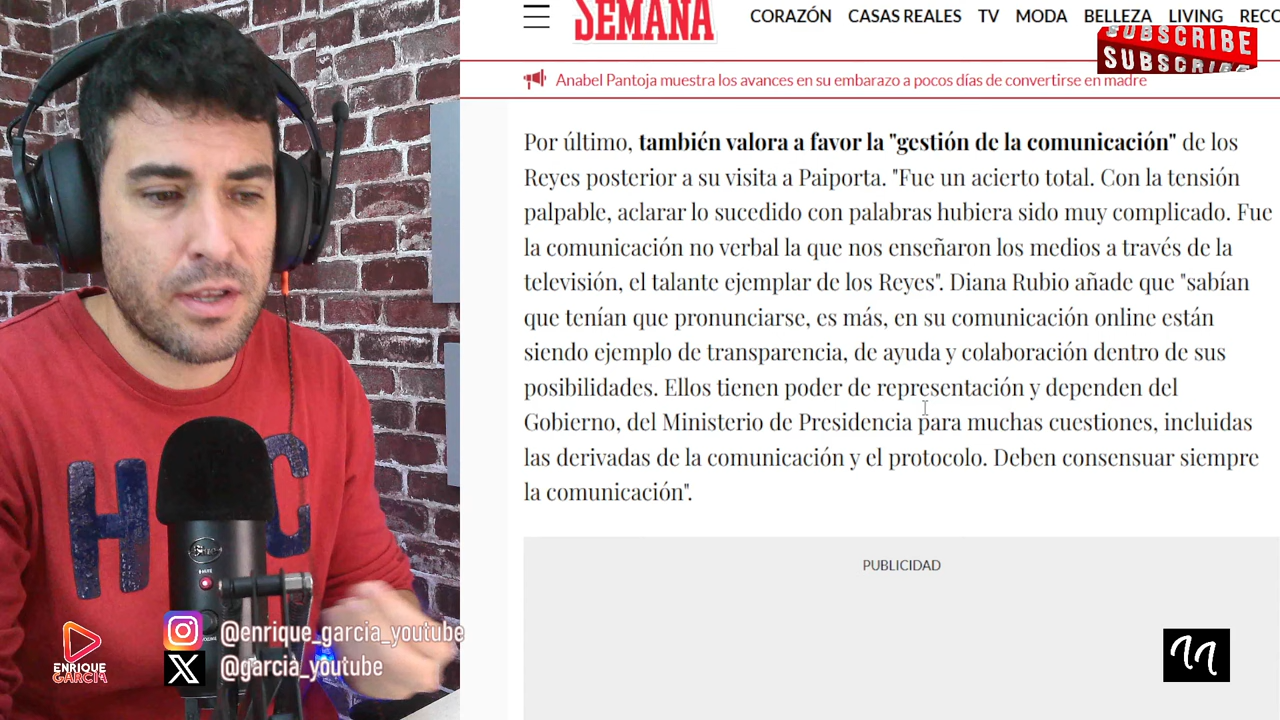 SEMANA
CORAZÓN CASAS REALES TV MODA BELLEZA LIVING RECO
SUBSCRIBE
SUBSCRIBE
Anabel Pantoja muestra los avances en su embarazo a pocos días de convertirse en madre
Por último, también valora a favor la "gestión de la comunicación" de los
Reyes posterior a su visita a Paiporta. "Fue un acierto total. Con la tensión
palpable, aclarar lo sucedido con palabras hubiera sido muy complicado. Fue
la comunicación no verbal la que nos enseñaron los medios a través de la
televisión, el talante ejemplar de los Reyes". Diana Rubio añade que "sabían
que tenían que pronunciarse, es más, en su comunicación online están
siendo ejemplo de transparencia, de ayuda y colaboración dentro de sus
posibilidades. Ellos tienen poder de representación y dependen del
Gobierno, del Ministerio de Presidencia para muchas cuestiones, incluidas
las derivadas de la comunicación y el protocolo. Deben consensuar siempre
la comunicación".
PUBLICIDAD
H C
Blue
MUTE
@enrique_garcia_youtube
@garcia_youtube
ENRIQUE
GARCIA